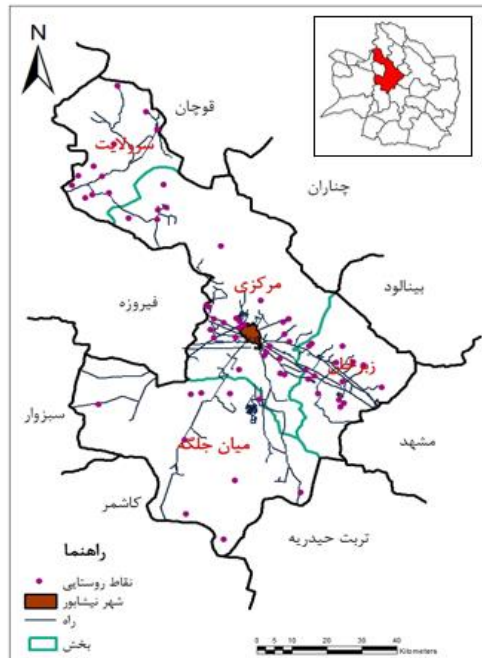 N
قوچان
سرولایت
چناران
بینالود
مرکزی
فیروزه
زبرخان
سبزوار
مشهد
میان جلگه
کاشمر
تربت حیدریه
راهنما
نقاط روستایی
شهر نیشابور
راه
بخش
0 5 10 20 30 40
Kilometers